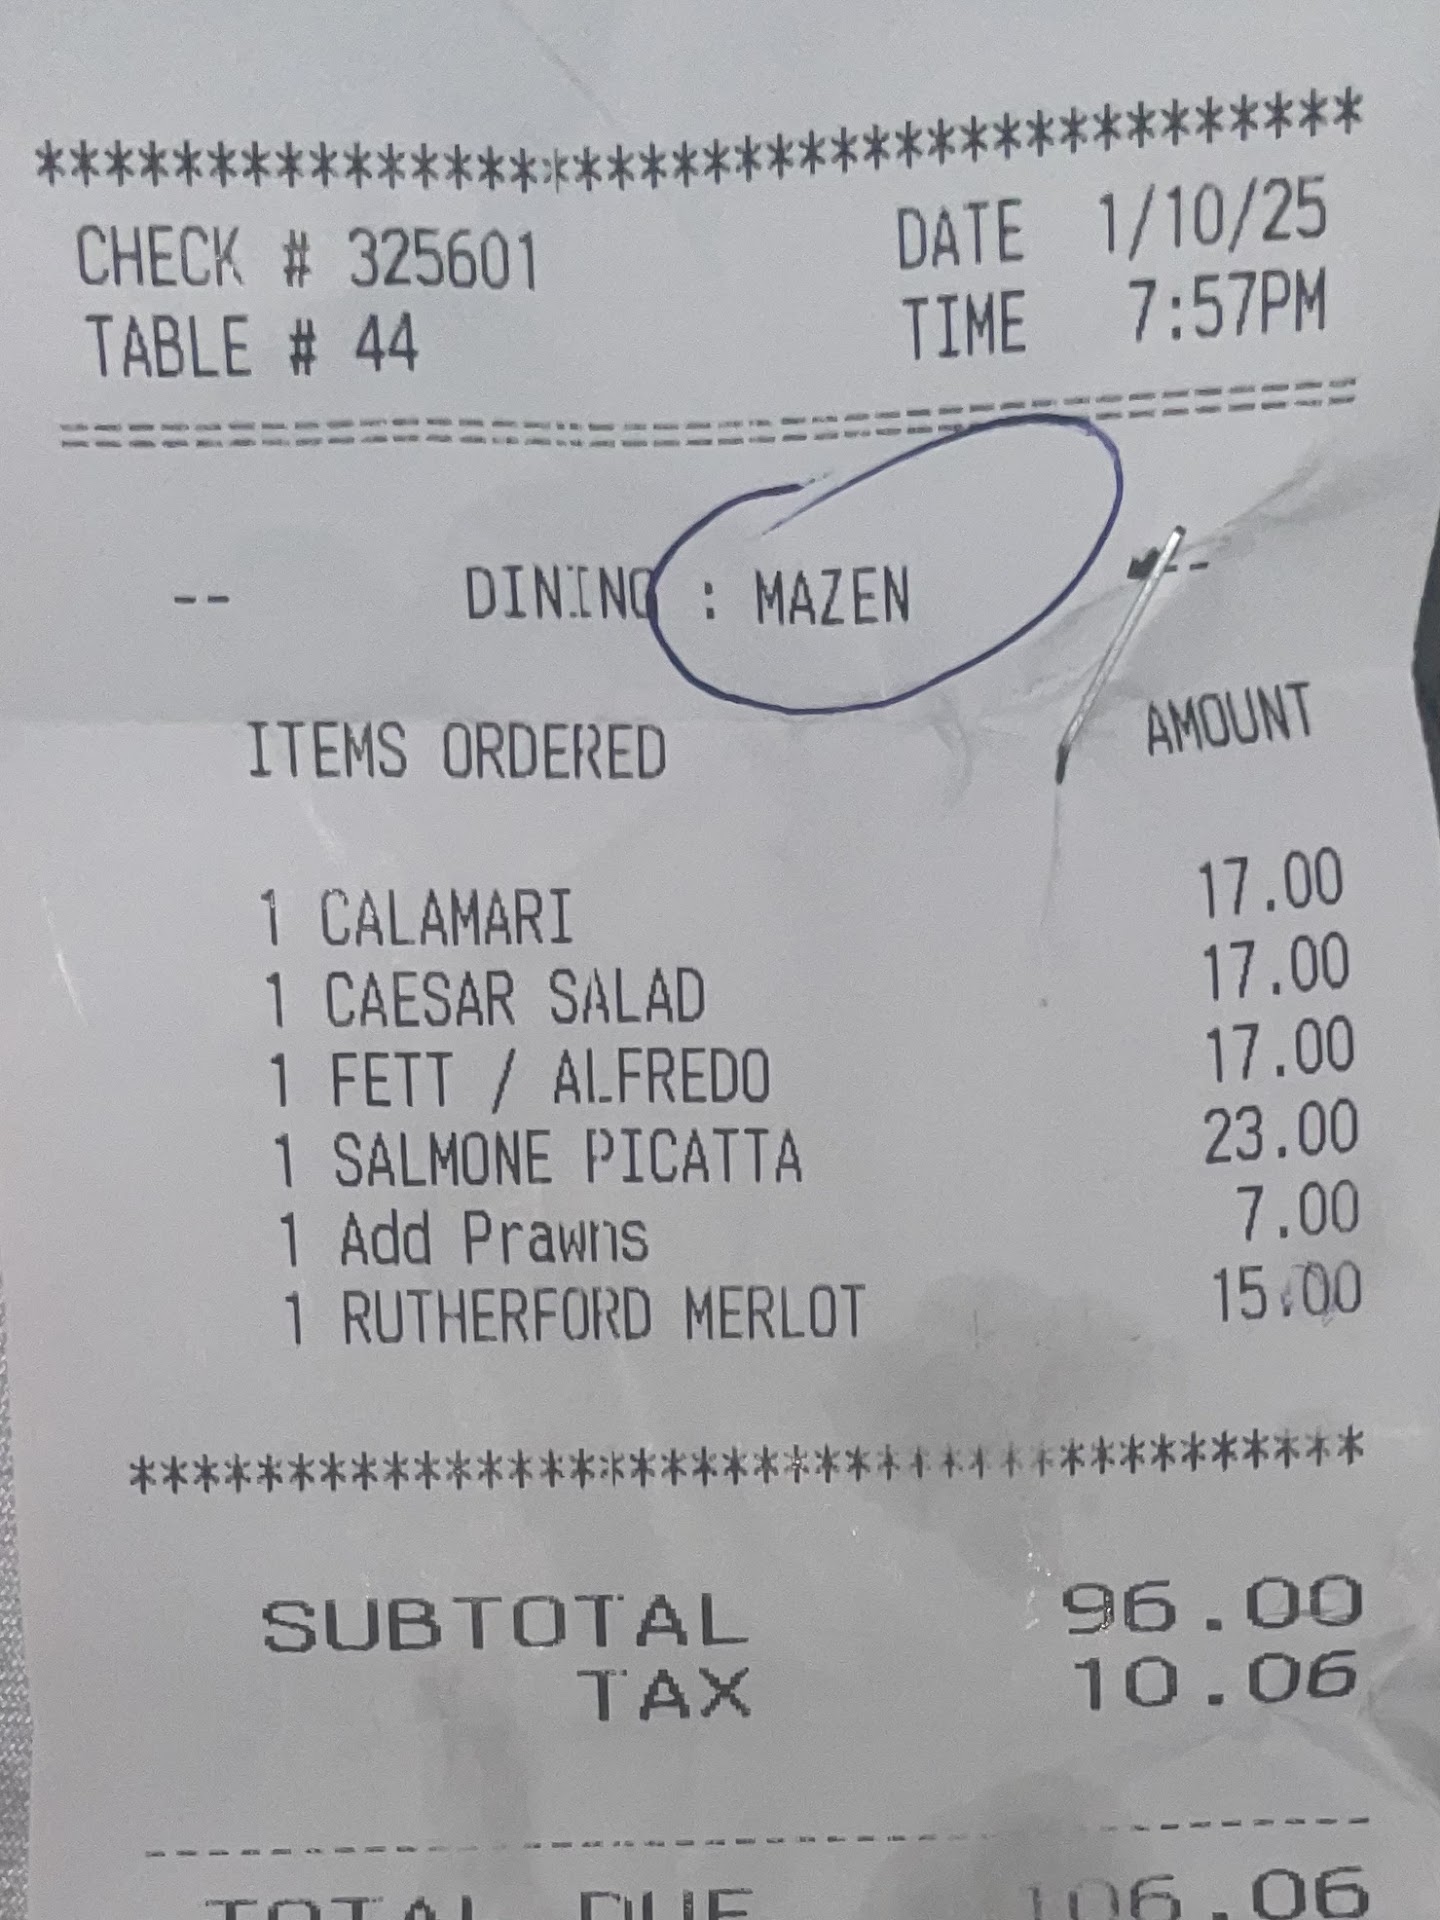 ***************************************
CHECK # 325601 DATE 1/10/25
TABLE # 44 TIME 7:57PM
=======================================
-- DINING : MAZEN --
ITEMS ORDERED AMOUNT
1 CALAMARI 17.00
1 CAESAR SALAD 17.00
1 FETT / ALFREDO 17.00
1 SALMONE PICATTA 23.00
1 Add Prawns 7.00
1 RUTHERFORD MERLOT 15.00
***************************************
SUBTOTAL 96.00
TAX 10.06
---------------------------------------
TOTAL DUE 106.06